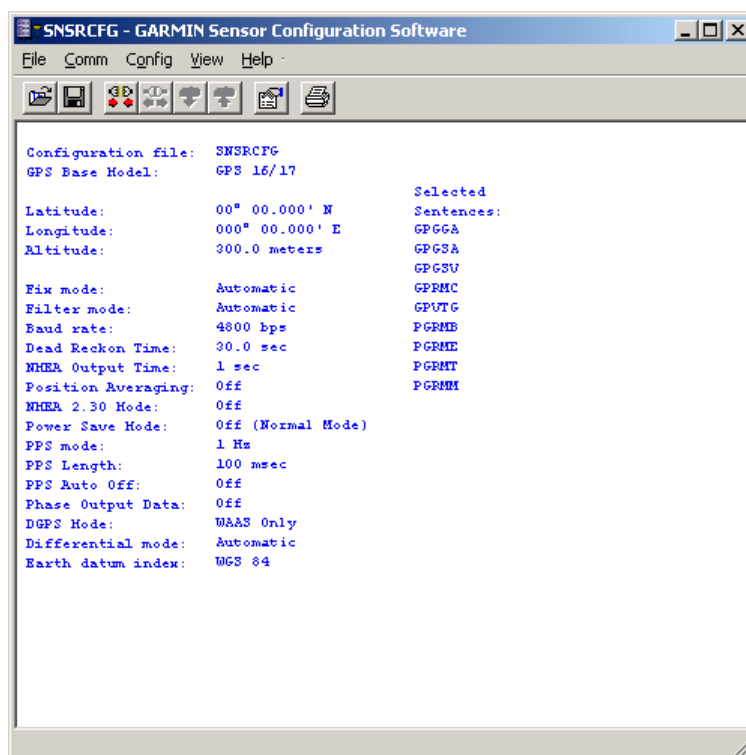 SNSRCFG - GARMIN Sensor Configuration Software
File Comm Config View Help
Configuration file: SNSRCFG
GPS Base Model: GPS 16/17
Selected
Latitude: 00° 00.000' N Sentences:
Longitude: 000° 00.000' E GPGGA
Altitude: 300.0 meters GPGSA
GPGSV
Fix mode: Automatic GPRMC
Filter mode: Automatic GPVTG
Baud rate: 4800 bps PGRMB
Dead Reckon Time: 30.0 sec PGRME
NMEA Output Time: 1 sec PGRMT
Position Averaging: Off PGRMM
NMEA 2.30 Mode: Off
Power Save Mode: Off (Normal Mode)
PPS mode: 1 Hz
PPS Length: 100 msec
PPS Auto Off: Off
Phase Output Data: Off
DGPS Mode: WAAS Only
Differential mode: Automatic
Earth datum index: WGS 84